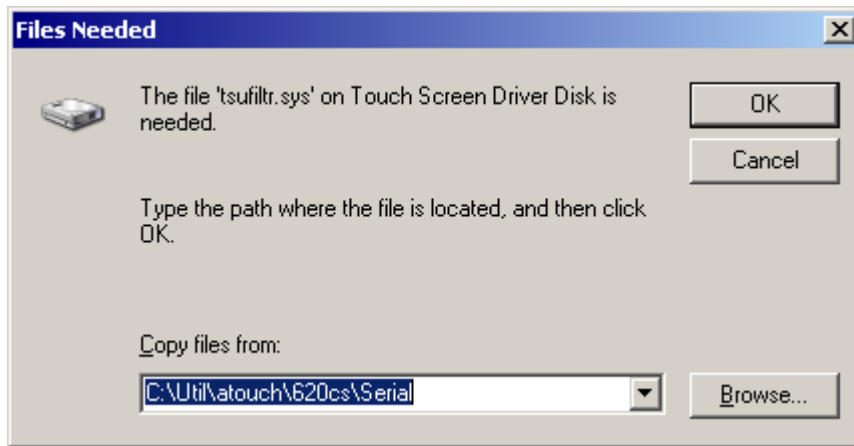 Files Needed
The file 'tsufiltr.sys' on Touch Screen Driver Disk is
needed.
OK
Cancel
Type the path where the file is located, and then click
OK.
Copy files from:
C:\Util\atouch\620cs\Serial
Browse...